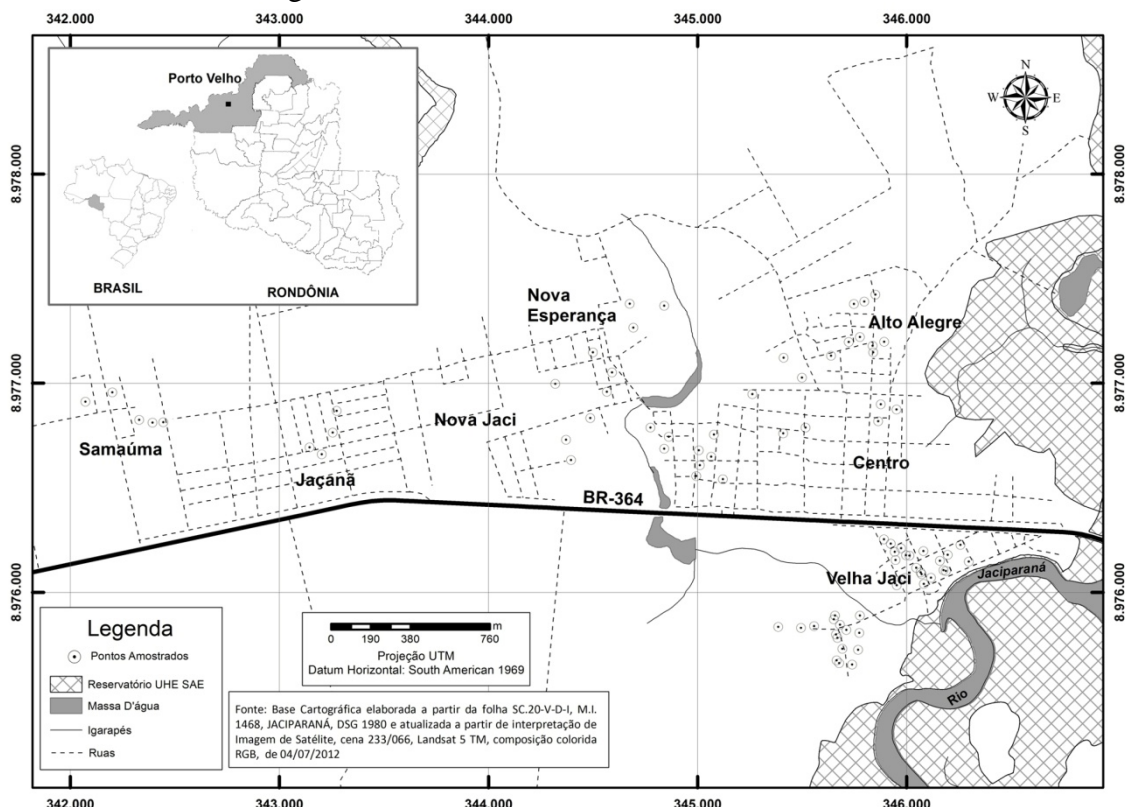 342.000 343.000 344.000 345.000 346.000
Porto Velho
N
W E
S
8.978.000 8.978.000
BRASIL
RONDÔNIA
Nova
Esperança
Alto Alegre
8.977.000 8.977.000
Samaúma
Jaçanã
Nova Jaci
Centro
BR-364
Velha Jaci
Jaciparaná
8.976.000 8.976.000
Rio
Legenda
Pontos Amostrados
Reservatório UHE SAE
Massa D'água
Igarapés
Ruas
m
0 190 380 760
Projeção UTM
Datum Horizontal: South American 1969
Fonte: Base Cartográfica elaborada a partir da folha SC.20-V-D-I, M.I.
1468, JACIPARANÁ, DSG 1980 e atualizada a partir de interpretação de
Imagem de Satélite, cena 233/066, Landsat 5 TM, composição colorida
RGB, de 04/07/2012
342.000 343.000 344.000 345.000 346.000